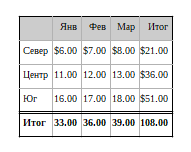 Янв Фев Мар Итог
Север $6.00 $7.00 $8.00 $21.00
Центр 11.00 12.00 13.00 $36.00
Юг 16.00 17.00 18.00 $51.00
Итог 33.00 36.00 39.00 108.00